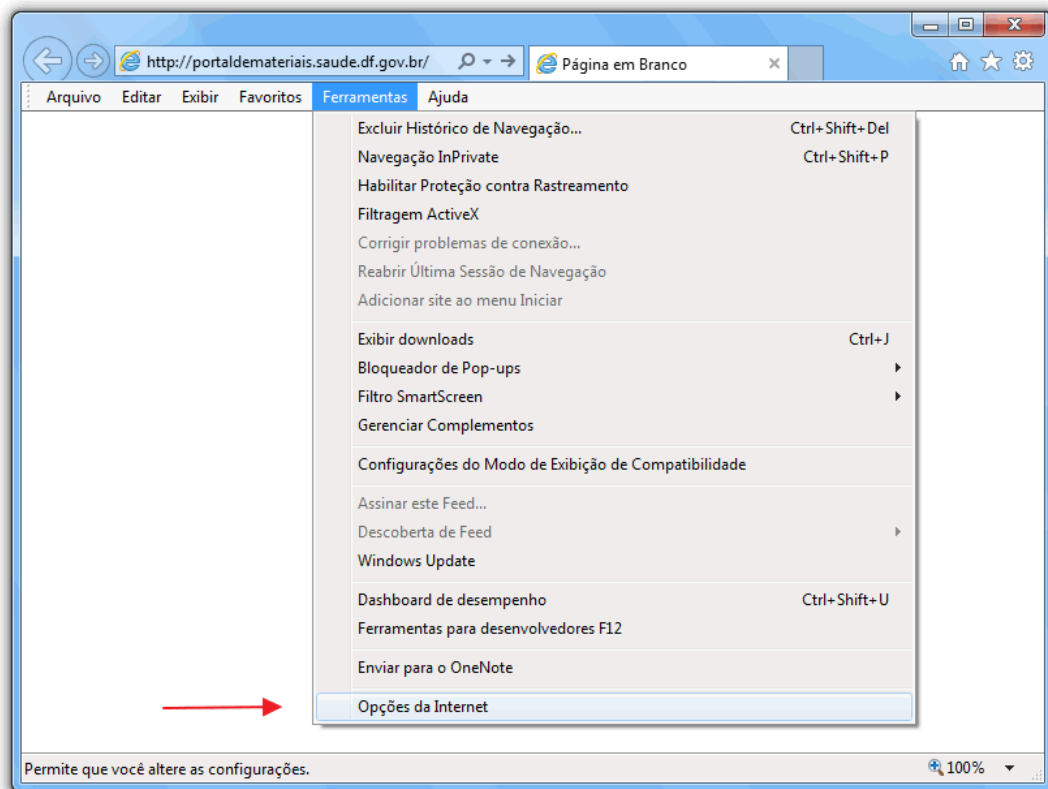 http://portaldemateriais.saude.df.gov.br/
Página em Branco
Arquivo Editar Exibir Favoritos Ferramentas Ajuda
Excluir Histórico de Navegação... Ctrl+Shift+Del
Navegação InPrivate Ctrl+Shift+P
Habilitar Proteção contra Rastreamento
Filtragem ActiveX
Corrigir problemas de conexão...
Reabrir Última Sessão de Navegação
Adicionar site ao menu Iniciar
Exibir downloads Ctrl+J
Bloqueador de Pop-ups
Filtro SmartScreen
Gerenciar Complementos
Configurações do Modo de Exibição de Compatibilidade
Assinar este Feed...
Descoberta de Feed
Windows Update
Dashboard de desempenho Ctrl+Shift+U
Ferramentas para desenvolvedores F12
Enviar para o OneNote
Opções da Internet
Permite que você altere as configurações. 100%